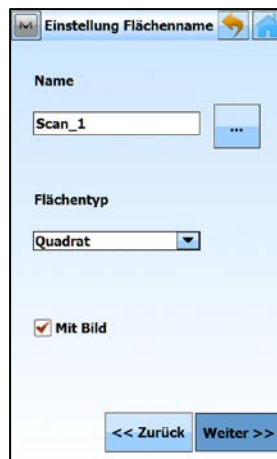 Einstellung Flächenname
Name
Scan_1
...
Flächentyp
Quadrat
Mit Bild
<< Zurück Weiter >>